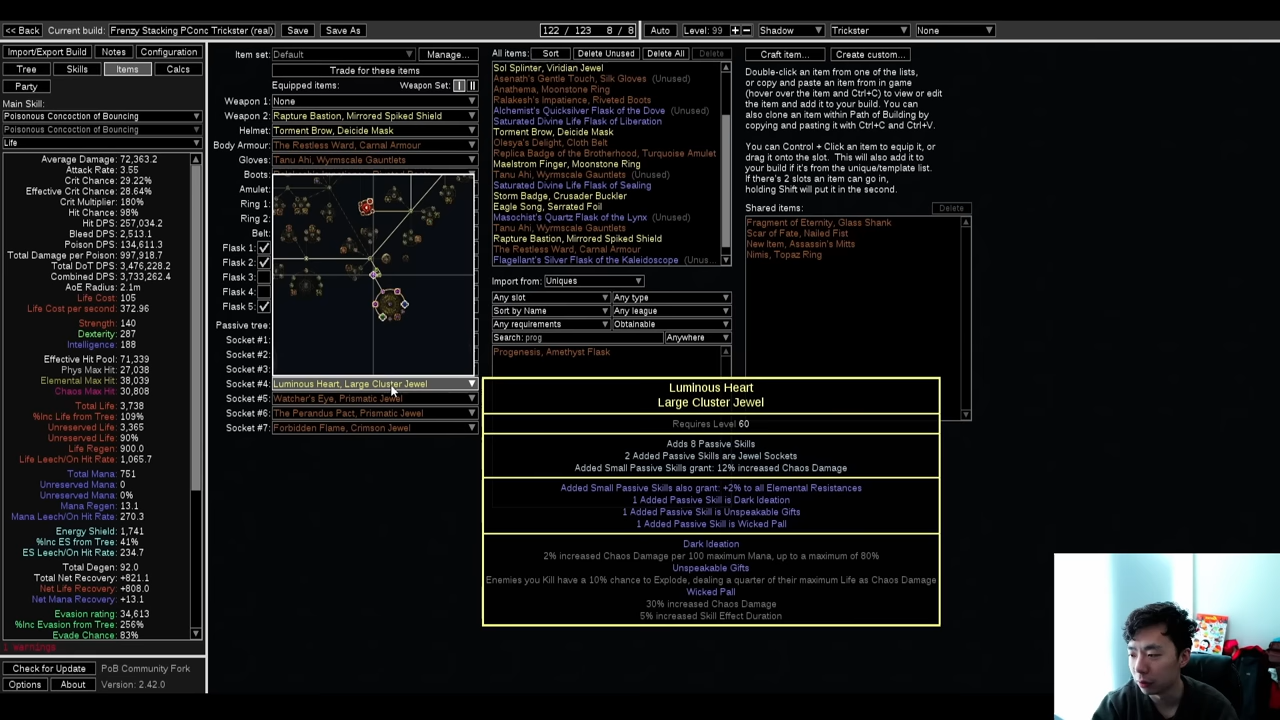 << Back
Current build: Frenzy Stacking PConc Trickster (real)
Save
Save As
122 / 123 8 / 8
Auto
Level: 99
Shadow
Trickster
None
Import/Export Build
Notes
Configuration
Tree
Skills
Items
Calcs
Party
Main Skill:
Poisonous Concoction of Bouncing
Poisonous Concoction of Bouncing
Life
Average Damage: 72,363.2
Attack Rate: 3.55
Crit Chance: 29.22%
Effective Crit Chance: 28.64%
Crit Multiplier: 180%
Hit Chance: 98%
Hit DPS: 257,034.2
Bleed DPS: 2,513.1
Poison DPS: 134,611.3
Total Damage per Poison: 997,918.7
Total DoT DPS: 3,476,228.2
Combined DPS: 3,733,262.4
AoE Radius: 2.1m
Life Cost: 105
Life Cost per second: 372.96
Strength: 140
Dexterity: 287
Intelligence: 188
Effective Hit Pool: 71,339
Phys Max Hit: 27,038
Elemental Max Hit: 38,039
Chaos Max Hit: 30,808
Total Life: 3,738
%Inc Life from Tree: 109%
Unreserved Life: 3,365
Unreserved Life: 90%
Life Regen: 900.0
Life Leech/On Hit Rate: 1,065.7
Total Mana: 751
Unreserved Mana: 0
Unreserved Mana: 0%
Mana Regen: 13.1
Mana Leech/On Hit Rate: 270.3
Energy Shield: 1,741
%Inc ES from Tree: 41%
ES Leech/On Hit Rate: 234.7
Total Degen: 92.0
Total Net Recovery: +821.1
Net Life Recovery: +808.0
Net Mana Recovery: +13.1
Evasion rating: 34,613
%Inc Evasion from Tree: 256%
Evade Chance: 83%
1 warnings
Check for Update
PoB Community Fork
Options
About
Version: 2.42.0
Item set: Default
Manage...
Trade for these items
Equipped items:
Weapon Set: I II
Weapon 1: None
Weapon 2: Rapture Bastion, Mirrored Spiked Shield
Helmet: Torment Brow, Deicide Mask
Body Armour: The Restless Ward, Carnal Armour
Gloves: Tanu Ahi, Wyrmscale Gauntlets
Boots:
Amulet:
Ring 1:
Ring 2:
Belt:
Flask 1:
Flask 2:
Flask 3:
Flask 4:
Flask 5:
Passive tree:
Socket #1:
Socket #2:
Socket #3:
Socket #4: Luminous Heart, Large Cluster Jewel
Socket #5: Watcher's Eye, Prismatic Jewel
Socket #6: The Perandus Pact, Prismatic Jewel
Socket #7: Forbidden Flame, Crimson Jewel
All items:
Sort
Delete Unused
Delete All
Delete
Sol Splinter, Viridian Jewel
Asenath's Gentle Touch, Silk Gloves (Unused)
Anathema, Moonstone Ring
Ralakesh's Impatience, Riveted Boots
Alchemist's Quicksilver Flask of the Dove (Unused)
Saturated Divine Life Flask of Liberation
Torment Brow, Deicide Mask
Olesya's Delight, Cloth Belt
Replica Badge of the Brotherhood, Turquoise Amulet
Maelstrom Finger, Moonstone Ring
Tanu Ahi, Wyrmscale Gauntlets (Unused)
Saturated Divine Life Flask of Sealing
Storm Badge, Crusader Buckler
Eagle Song, Serrated Foil
Masochist's Quartz Flask of the Lynx (Unused)
Tanu Ahi, Wyrmscale Gauntlets
Rapture Bastion, Mirrored Spiked Shield
The Restless Ward, Carnal Armour
Flagellant's Silver Flask of the Kaleidoscope (Unus...
Import from: Uniques
Any slot
Any type
Sort by Name
Any league
Any requirements
Obtainable
Search: prog
Anywhere
Progenesis, Amethyst Flask
Craft item...
Create custom...
Double-click an item from one of the lists,
or copy and paste an item from in game
(hover over the item and Ctrl+C) to view or edit
the item and add it to your build. You can
also clone an item within Path of Building by
copying and pasting it with Ctrl+C and Ctrl+V.
You can Control + Click an item to equip it, or
drag it onto the slot. This will also add it to
your build if it's from the unique/template list.
If there's 2 slots an item can go in,
holding Shift will put it in the second.
Shared items:
Delete
Fragment of Eternity, Glass Shank
Scar of Fate, Nailed Fist
New Item, Assassin's Mitts
Nimis, Topaz Ring
Luminous Heart
Large Cluster Jewel
Requires Level 60
Adds 8 Passive Skills
2 Added Passive Skills are Jewel Sockets
Added Small Passive Skills grant: 12% increased Chaos Damage
Added Small Passive Skills also grant: +2% to all Elemental Resistances
1 Added Passive Skill is Dark Ideation
1 Added Passive Skill is Unspeakable Gifts
1 Added Passive Skill is Wicked Pall
Dark Ideation
2% increased Chaos Damage per 100 maximum Mana, up to a maximum of 80%
Unspeakable Gifts
Enemies you Kill have a 10% chance to Explode, dealing a quarter of their maximum Life as Chaos Damage
Wicked Pall
30% increased Chaos Damage
5% increased Skill Effect Duration